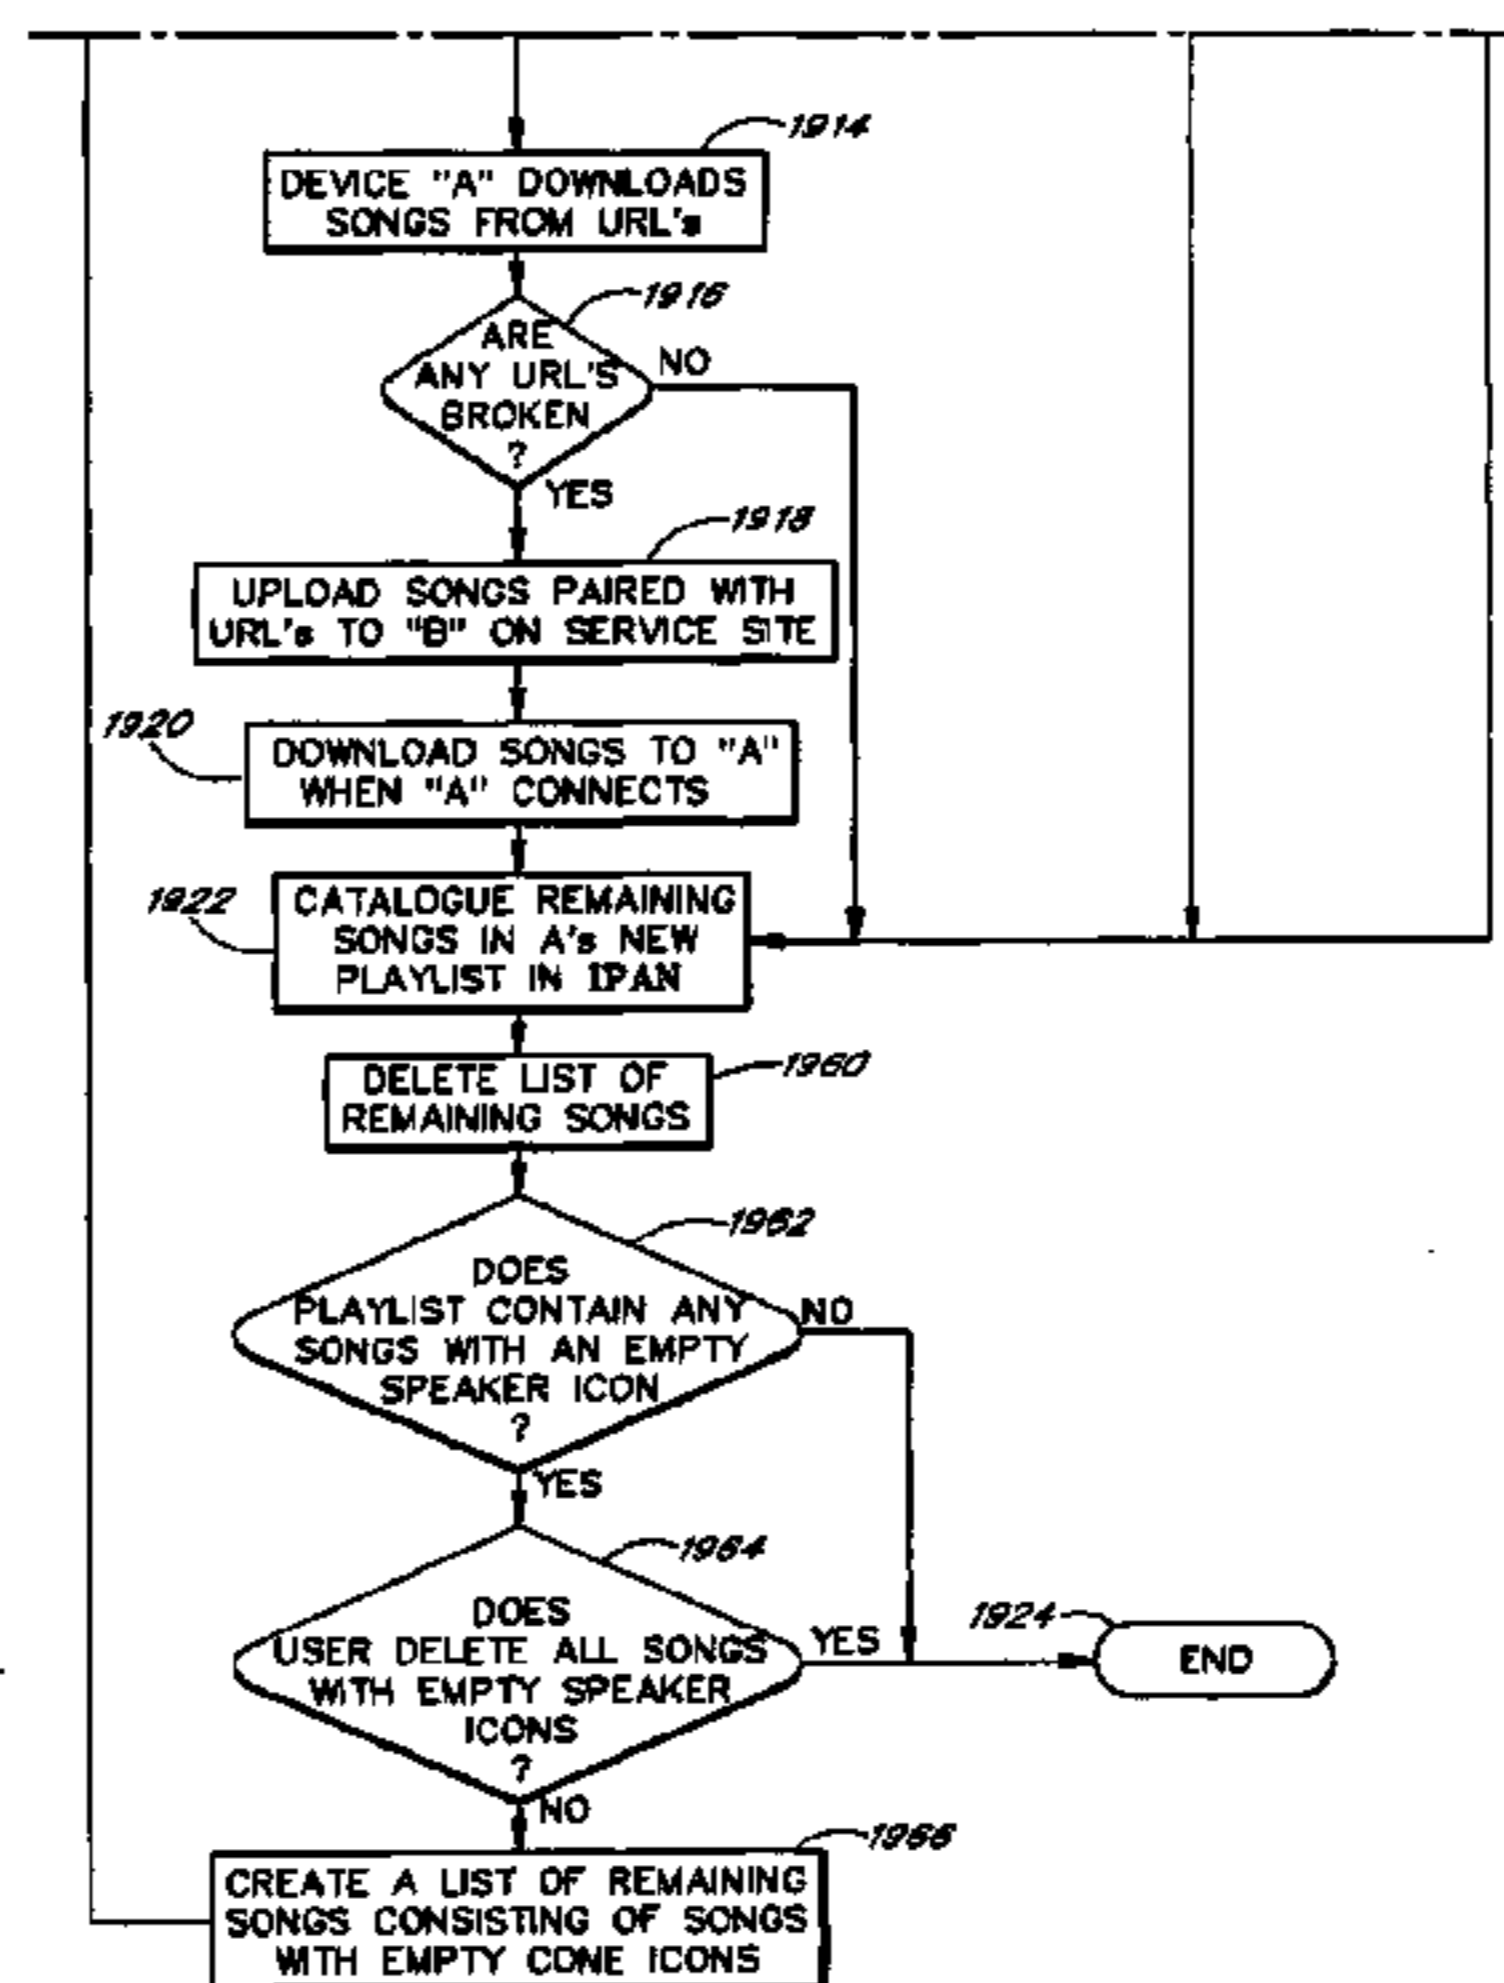 1914
DEVICE "A" DOWNLOADS
SONGS FROM URL's
1916
ARE
ANY URL'S
BROKEN
?
NO
YES
1918
UPLOAD SONGS PAIRED WITH
URL's TO "B" ON SERVICE SITE
1920
DOWNLOAD SONGS TO "A"
WHEN "A" CONNECTS
1922
CATALOGUE REMAINING
SONGS IN A's NEW
PLAYLIST IN IPAN
1960
DELETE LIST OF
REMAINING SONGS
1962
DOES
PLAYLIST CONTAIN ANY
SONGS WITH AN EMPTY
SPEAKER ICON
?
NO
YES
1964
DOES
USER DELETE ALL SONGS
WITH EMPTY SPEAKER
ICONS
?
YES
1924
END
NO
1966
CREATE A LIST OF REMAINING
SONGS CONSISTING OF SONGS
WITH EMPTY CONE ICONS